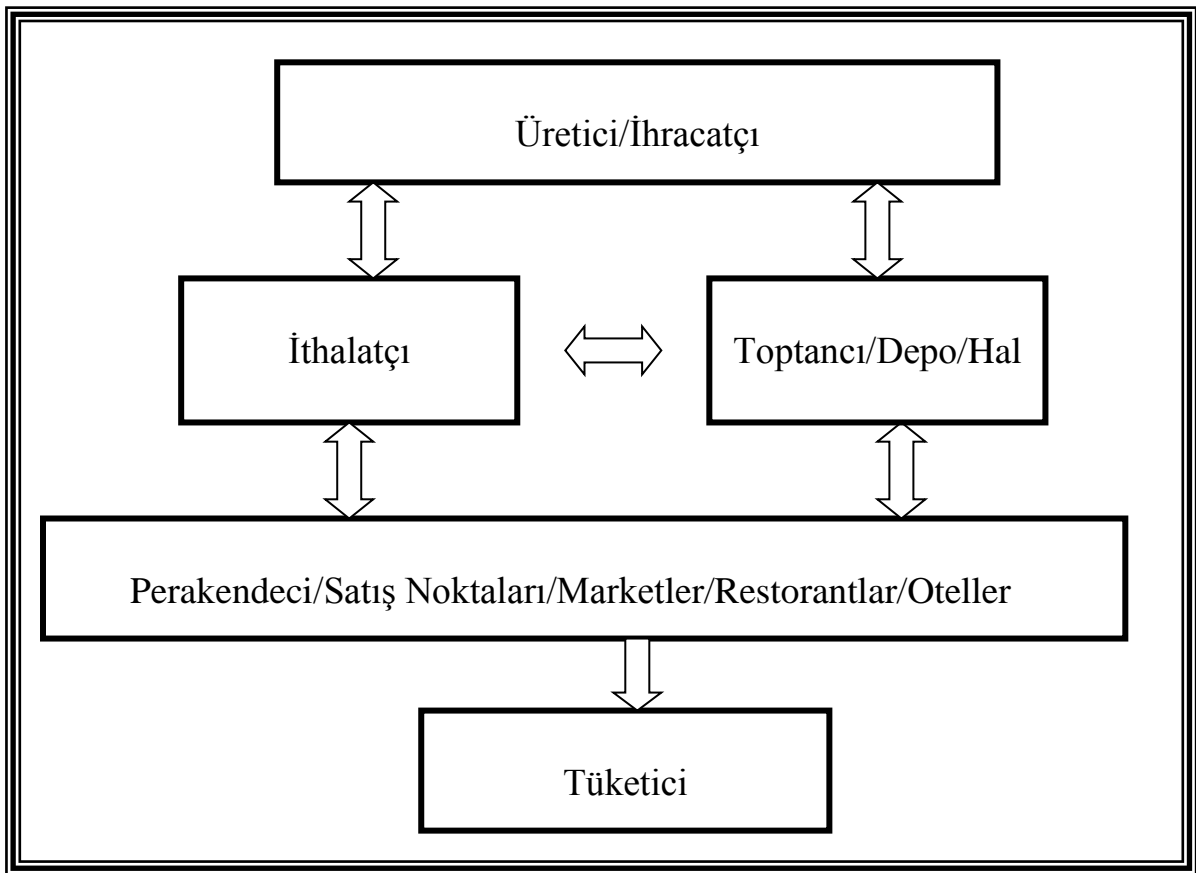 Üretici/İhracatçı
İthalatçı
Toptancı/Depo/Hal
Perakendeci/Satış Noktaları/Marketler/Restorantlar/Oteller
Tüketici